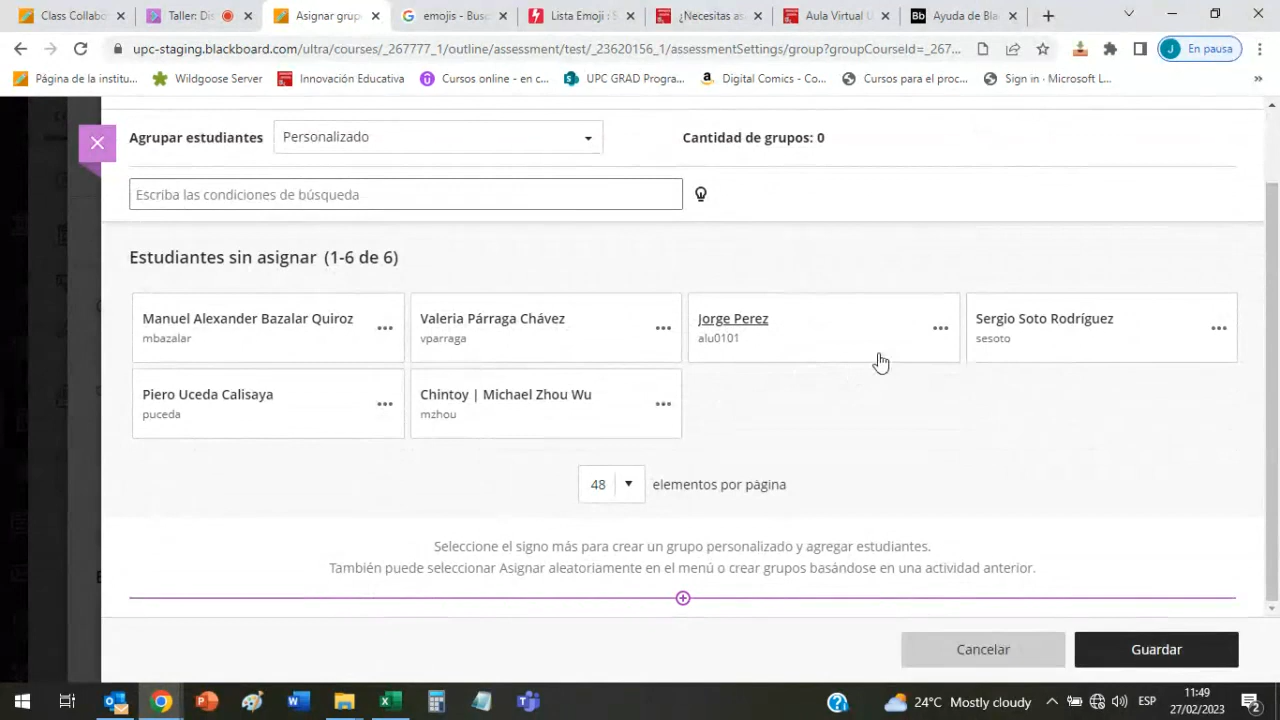 Class Collabo
Taller: Di
Asignar grup
emojis - Busc
Lista Emoji : S
¿Necesitas as
Aula Virtual U
Bb Ayuda de Bla
upc-staging.blackboard.com/ultra/courses/_267777_1/outline/assessment/test/_23620156_1/assessmentSettings/group?groupCourseId=_267...
J En pausa
Página de la institu...
Wildgoose Server
Innovación Educativa
Cursos online - en c...
UPC GRAD Progra...
Digital Comics - Co...
Cursos para el proc...
Sign in · Microsoft L...
»
Agrupar estudiantes
Personalizado
Cantidad de grupos: 0
Escriba las condiciones de búsqueda
Estudiantes sin asignar (1-6 de 6)
Manuel Alexander Bazalar Quiroz
mbazalar
Valeria Párraga Chávez
vparraga
Jorge Perez
alu0101
Sergio Soto Rodríguez
sesoto
Piero Uceda Calisaya
puceda
Chintoy | Michael Zhou Wu
mzhou
48 elementos por página
Seleccione el signo más para crear un grupo personalizado y agregar estudiantes.
También puede seleccionar Asignar aleatoriamente en el menú o crear grupos basándose en una actividad anterior.
Cancelar
Guardar
24°C Mostly cloudy
ESP
11:49
27/02/2023
2